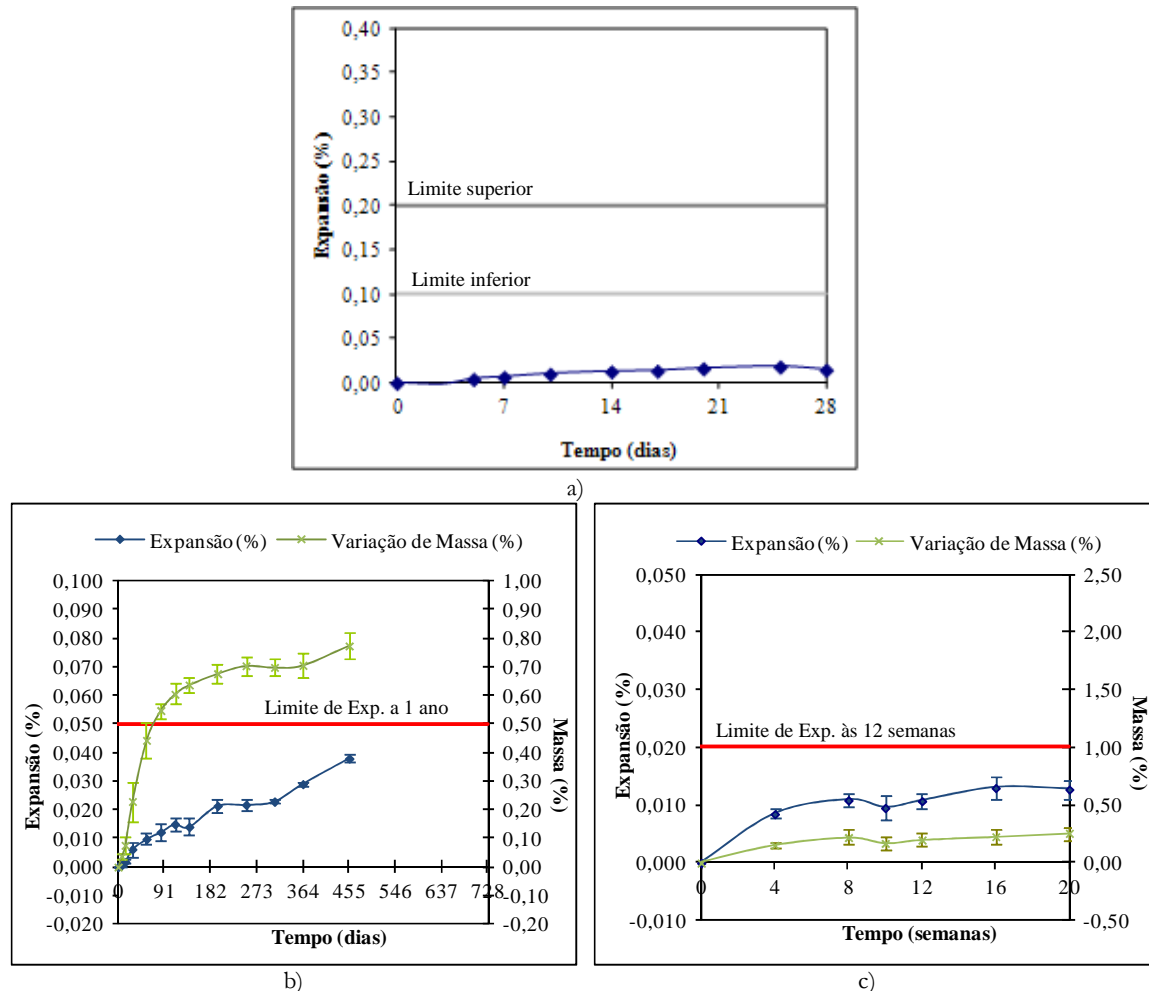 0,40
0,35
0,30
0,25
0,20
0,15
0,10
0,05
0,00
Expansão (%)
Limite superior
Limite inferior
0 7 14 21 28
Tempo (dias)
a)
Expansão (%) Variação de Massa (%)
0,100
0,090
0,080
0,070
0,060
0,050
0,040
0,030
0,020
0,010
0,000
-0,010
-0,020
Expansão (%)
Limite de Exp. a 1 ano
1,00
0,90
0,80
0,70
0,60
0,50
0,40
0,30
0,20
0,10
0,00
-0,10
-0,20
Massa (%)
0 91 182 273 364 455 546 637 728
Tempo (dias)
b)
Expansão (%) Variação de Massa (%)
0,050
0,040
0,030
0,020
0,010
0,000
-0,010
Expansão (%)
Limite de Exp. às 12 semanas
2,50
2,00
1,50
1,00
0,50
0,00
-0,50
Massa (%)
0 4 8 12 16 20
Tempo (semanas)
c)